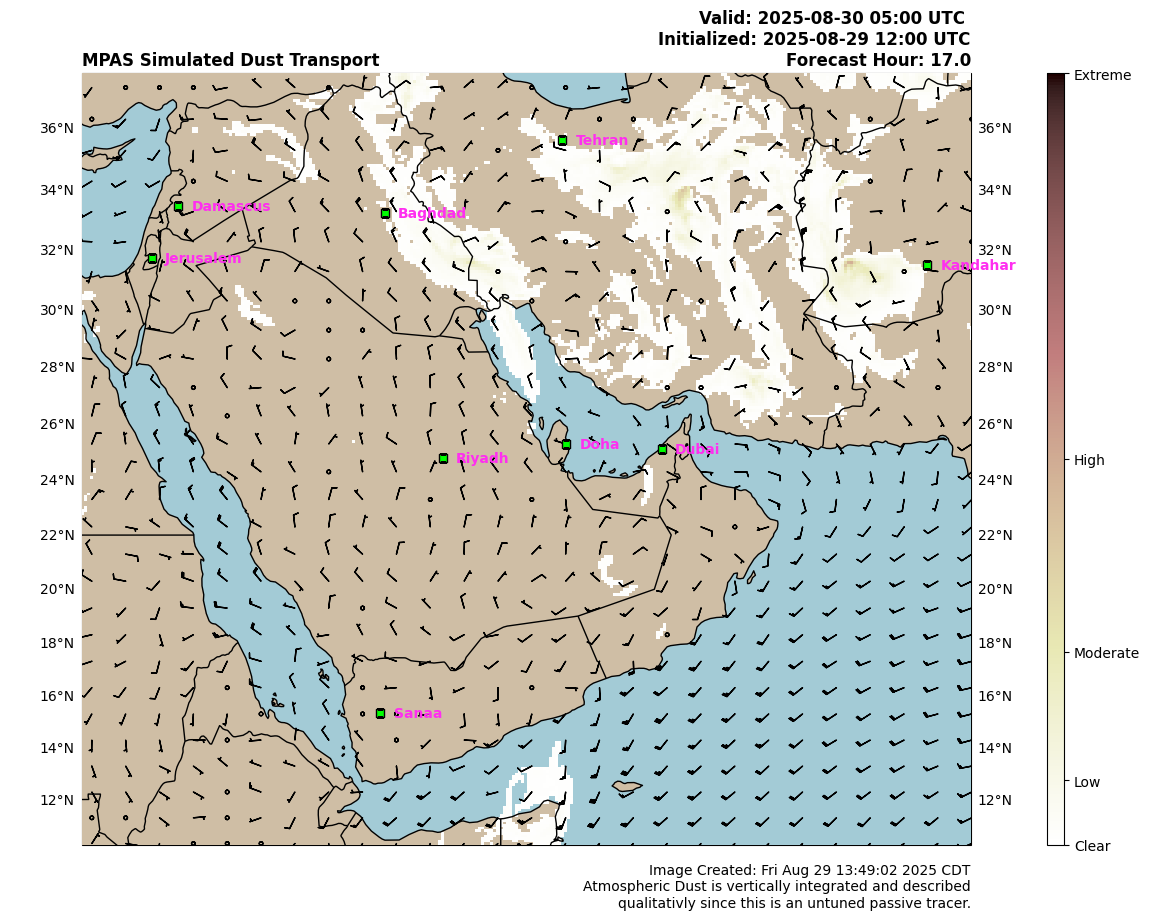 Valid: 2025-08-30 05:00 UTC
Initialized: 2025-08-29 12:00 UTC
MPAS Simulated Dust Transport
Forecast Hour: 17.0
Extreme
36°N
Tehran
36°N
34°N
34°N
Damascus
Baghdad
32°N
32°N
Jerusalem
Kandahar
30°N
30°N
28°N
28°N
26°N
26°N
Doha
Dubai
Riyadh
High
24°N
24°N
22°N
22°N
20°N
20°N
18°N
18°N
Moderate
16°N
16°N
Sanaa
14°N
14°N
Low
12°N
12°N
Clear
Image Created: Fri Aug 29 13:49:02 2025 CDT
Atmospheric Dust is vertically integrated and described
qualitativly since this is an untuned passive tracer.